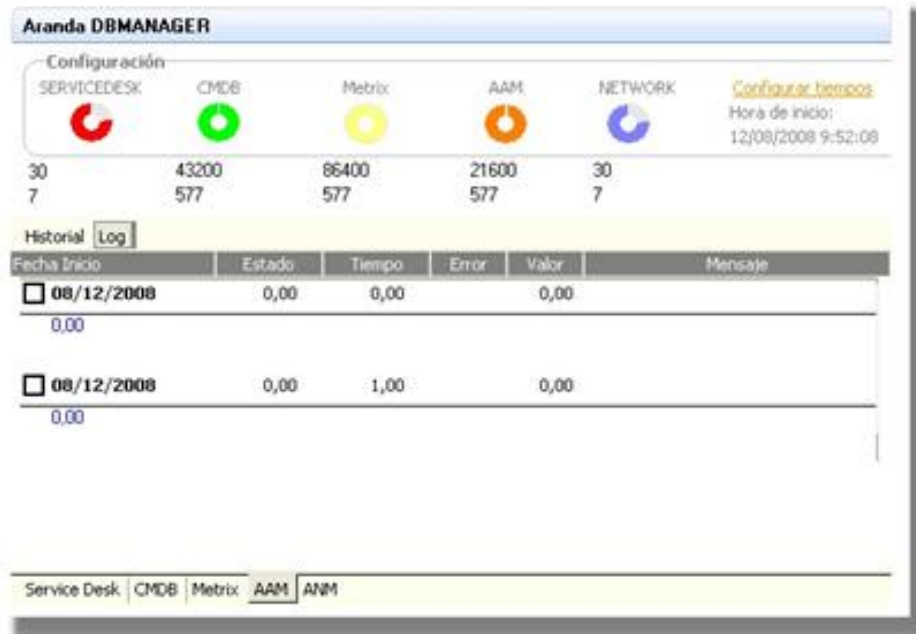 Aranda DBMANAGER
Configuración
SERVICEDESK CMDB Metrix AAM NETWORK Configurar tiempos
Hora de inicio:
12/08/2008 9:52:08
30 43200 86400 21600 30
7 577 577 577 7
Historial Log
Fecha Inicio Estado Tiempo Error Valor Mensaje
08/12/2008 0,00 0,00 0,00
0,00
08/12/2008 0,00 1,00 0,00
0,00
Service Desk CMDB Metrix AAM ANM